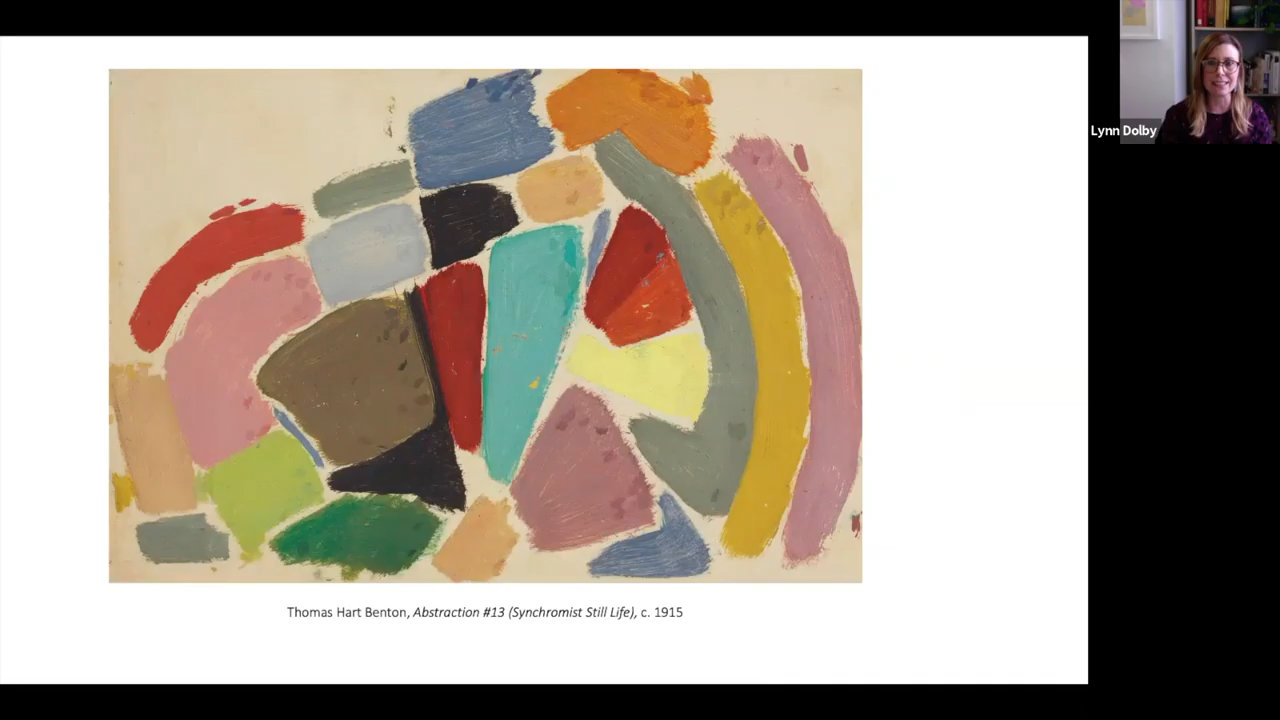 Lynn Dolby
Thomas Hart Benton, Abstraction #13 (Synchromist Still Life), c. 1915